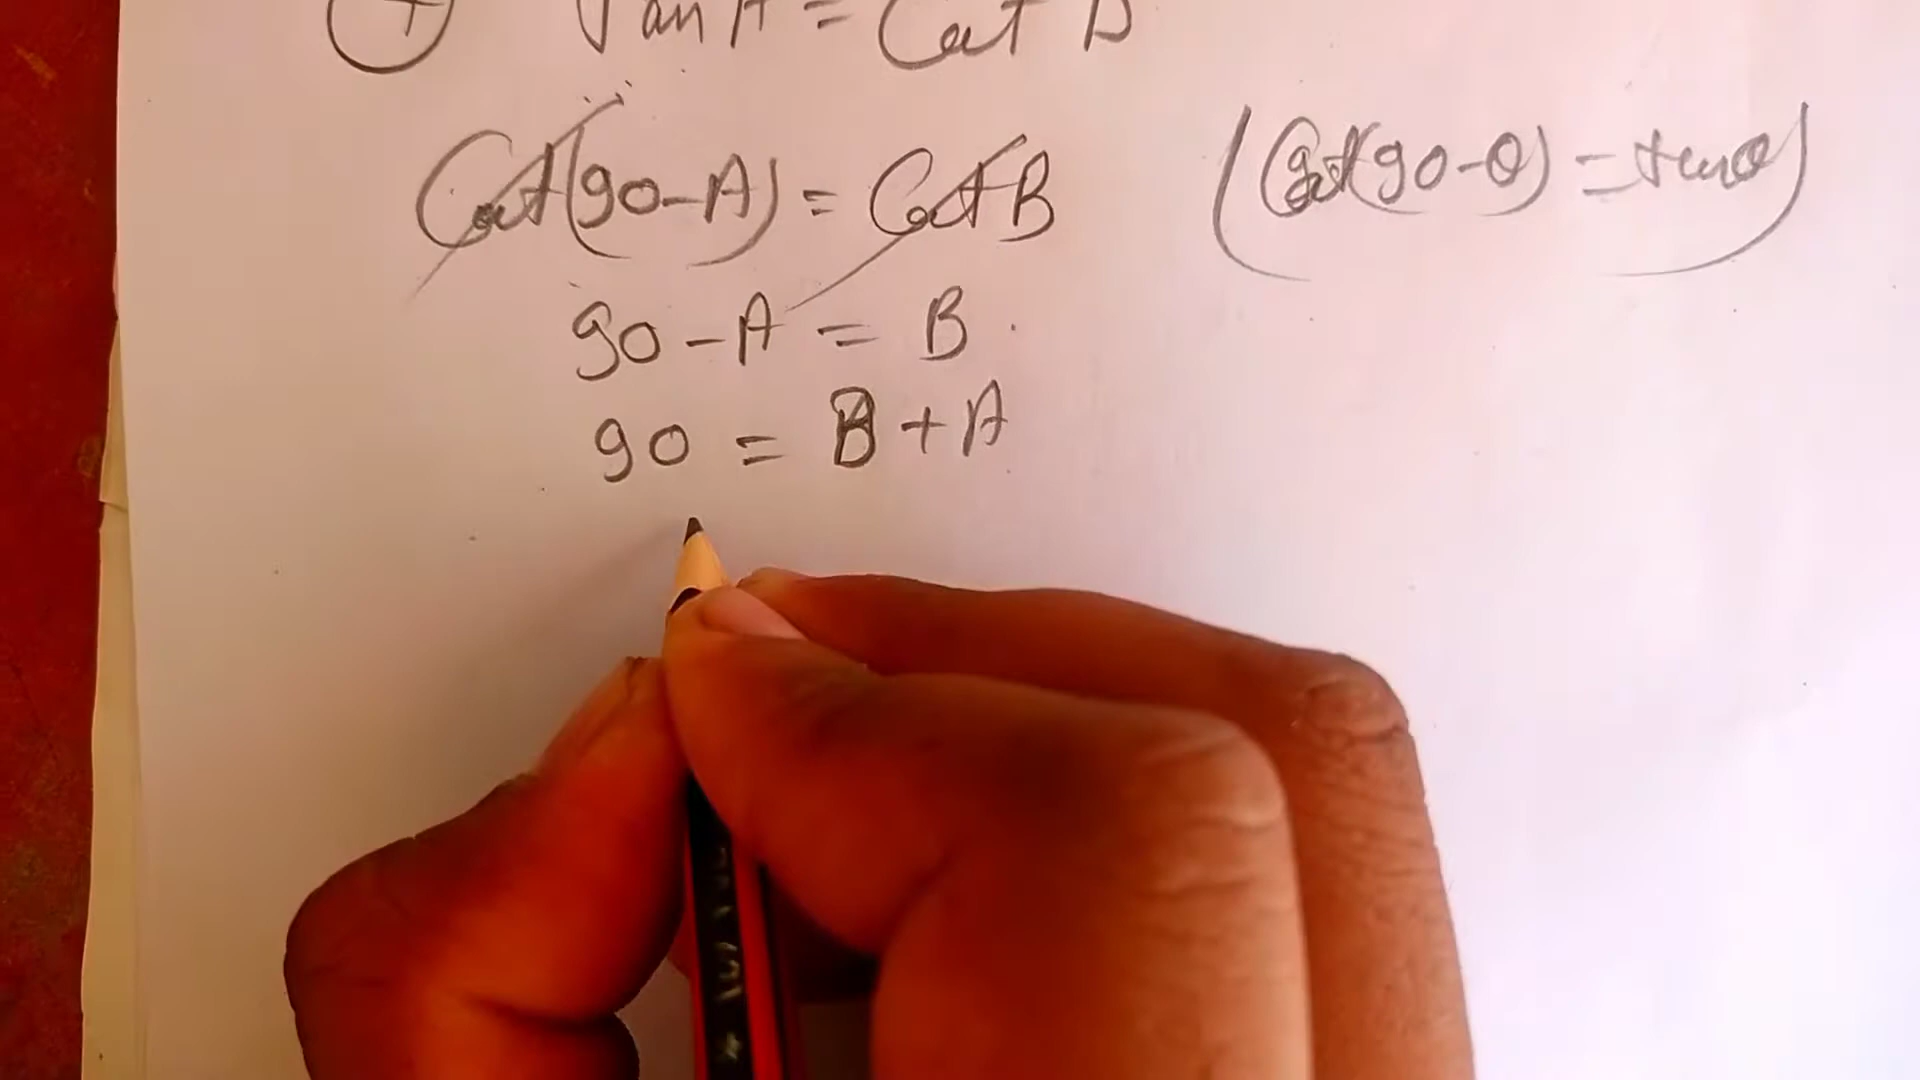 Tan A = Cot B
Cot(90-A) = Cot B (Cot(90-θ) = tanθ)
90 - A = B
90 = B + A